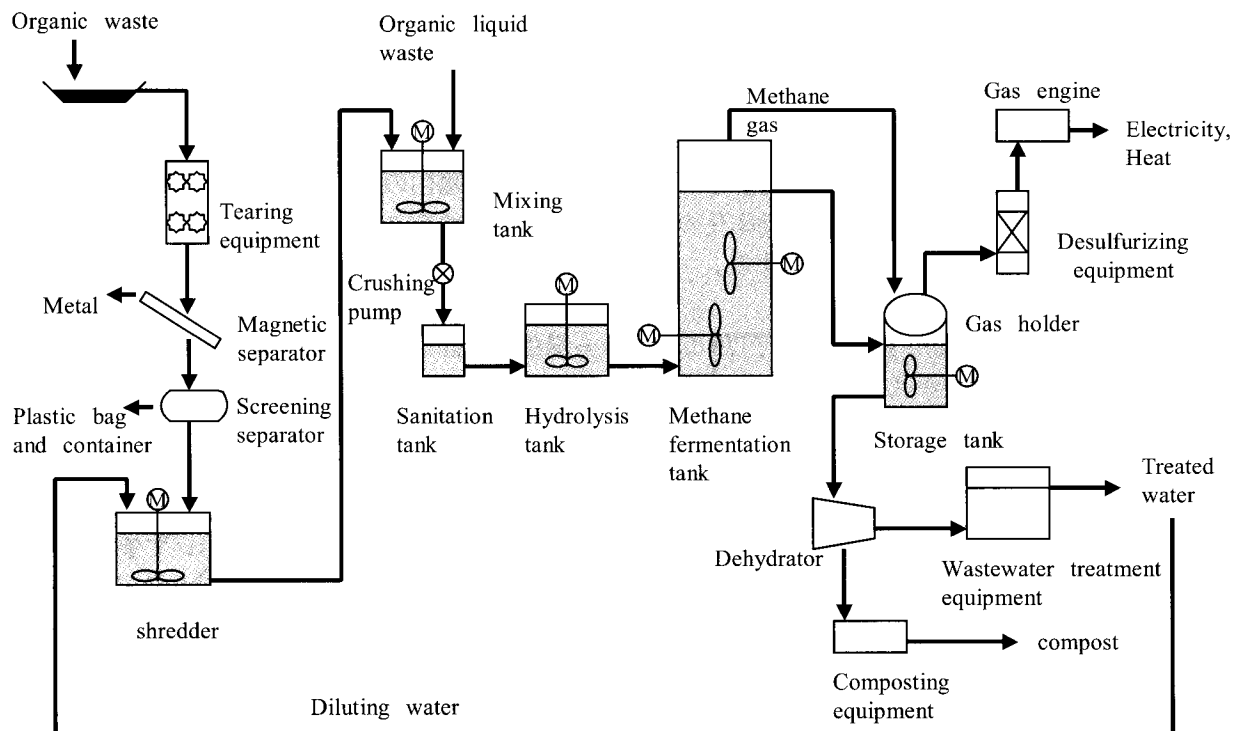 Organic waste
Organic liquid
waste
Methane
gas
Gas engine
Electricity,
Heat
M
Mixing
tank
Tearing
equipment
Desulfurizing
equipment
M
Crushing
pump
M
Metal
Magnetic
separator
Gas holder
M
M
Plastic bag
and container
Screening
separator
Sanitation
tank
Hydrolysis
tank
Methane
fermentation
tank
Storage tank
M
Treated
water
Dehydrator
Wastewater treatment
equipment
shredder
compost
Composting
equipment
Diluting water